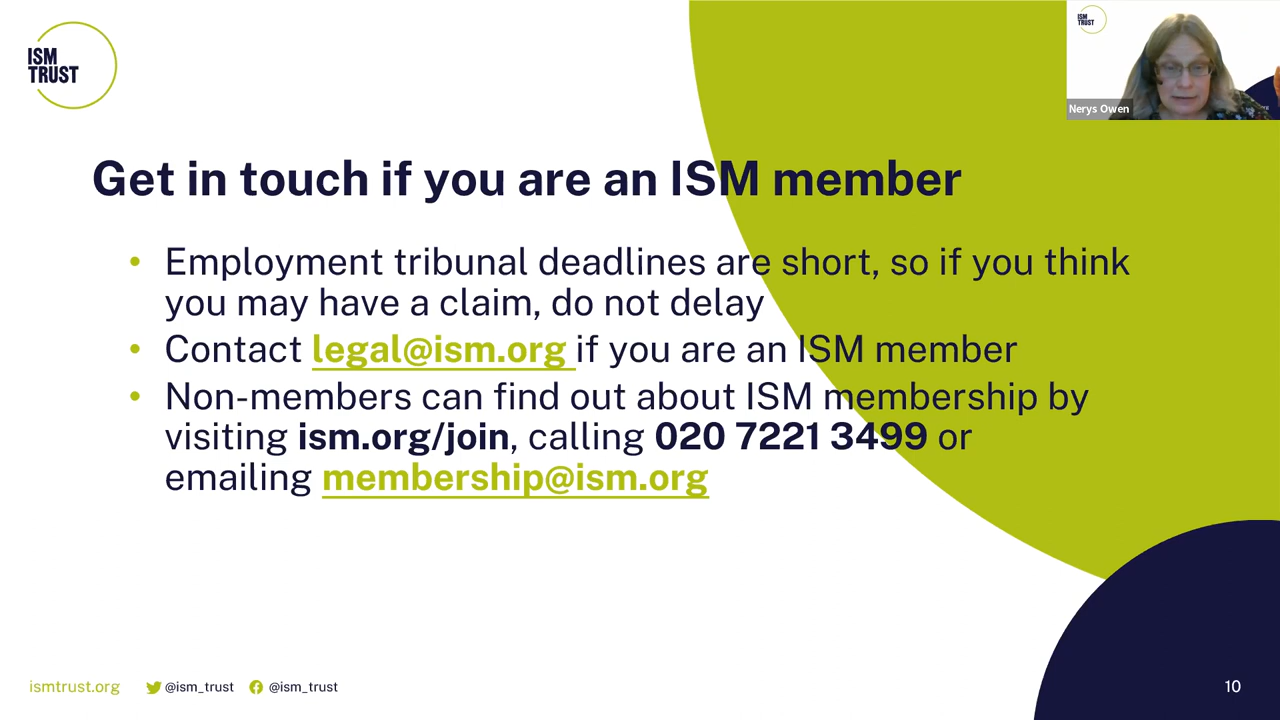 ISM
TRUST
ISM
TRUST
Nerys Owen
Get in touch if you are an ISM member
• Employment tribunal deadlines are short, so if you think
you may have a claim, do not delay
• Contact legal@ism.org if you are an ISM member
• Non-members can find out about ISM membership by
visiting ism.org/join, calling 020 7221 3499 or
emailing membership@ism.org
ismtrust.org @ism_trust @ism_trust 10